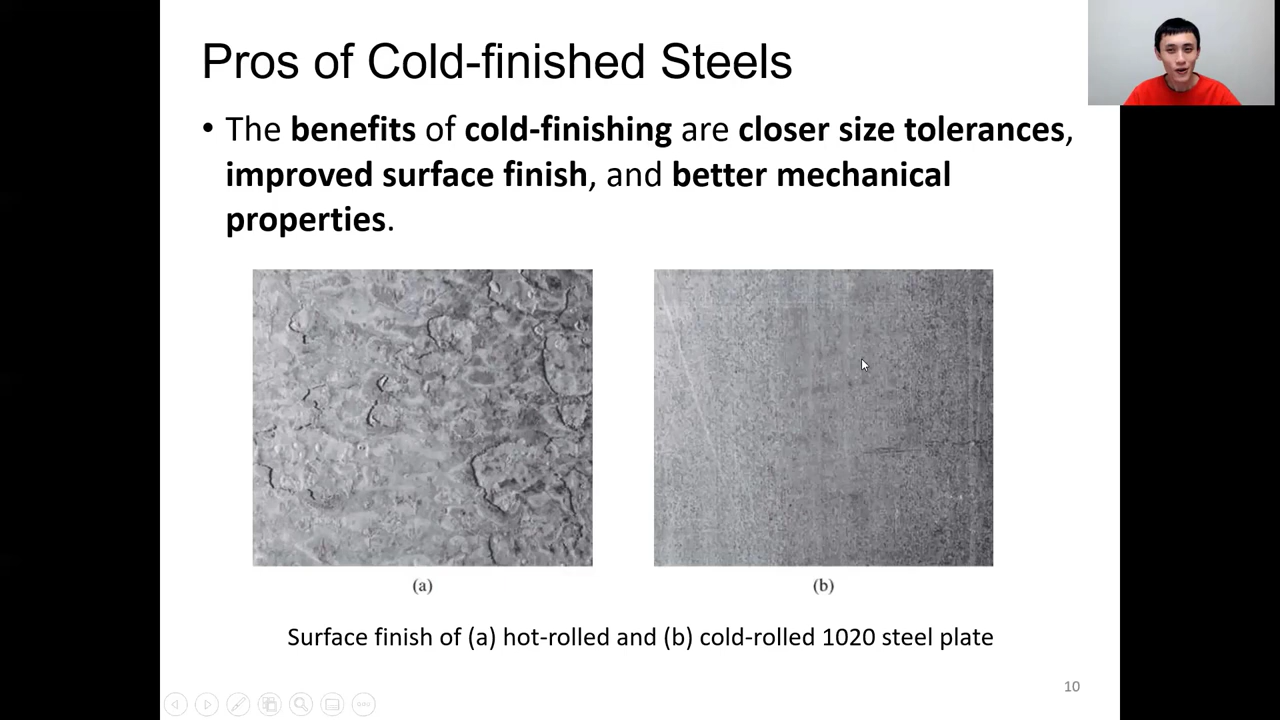 Pros of Cold-finished Steels
• The benefits of cold-finishing are closer size tolerances,
improved surface finish, and better mechanical
properties.
(a)
(b)
Surface finish of (a) hot-rolled and (b) cold-rolled 1020 steel plate
10